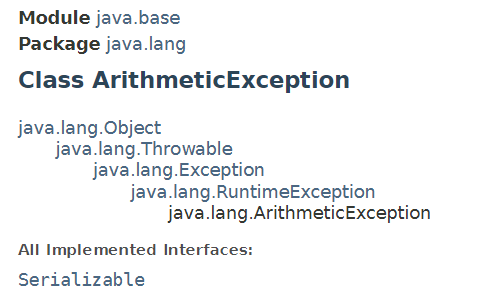 Module java.base
Package java.lang
Class ArithmeticException
java.lang.Object
java.lang.Throwable
java.lang.Exception
java.lang.RuntimeException
java.lang.ArithmeticException
All Implemented Interfaces:
Serializable